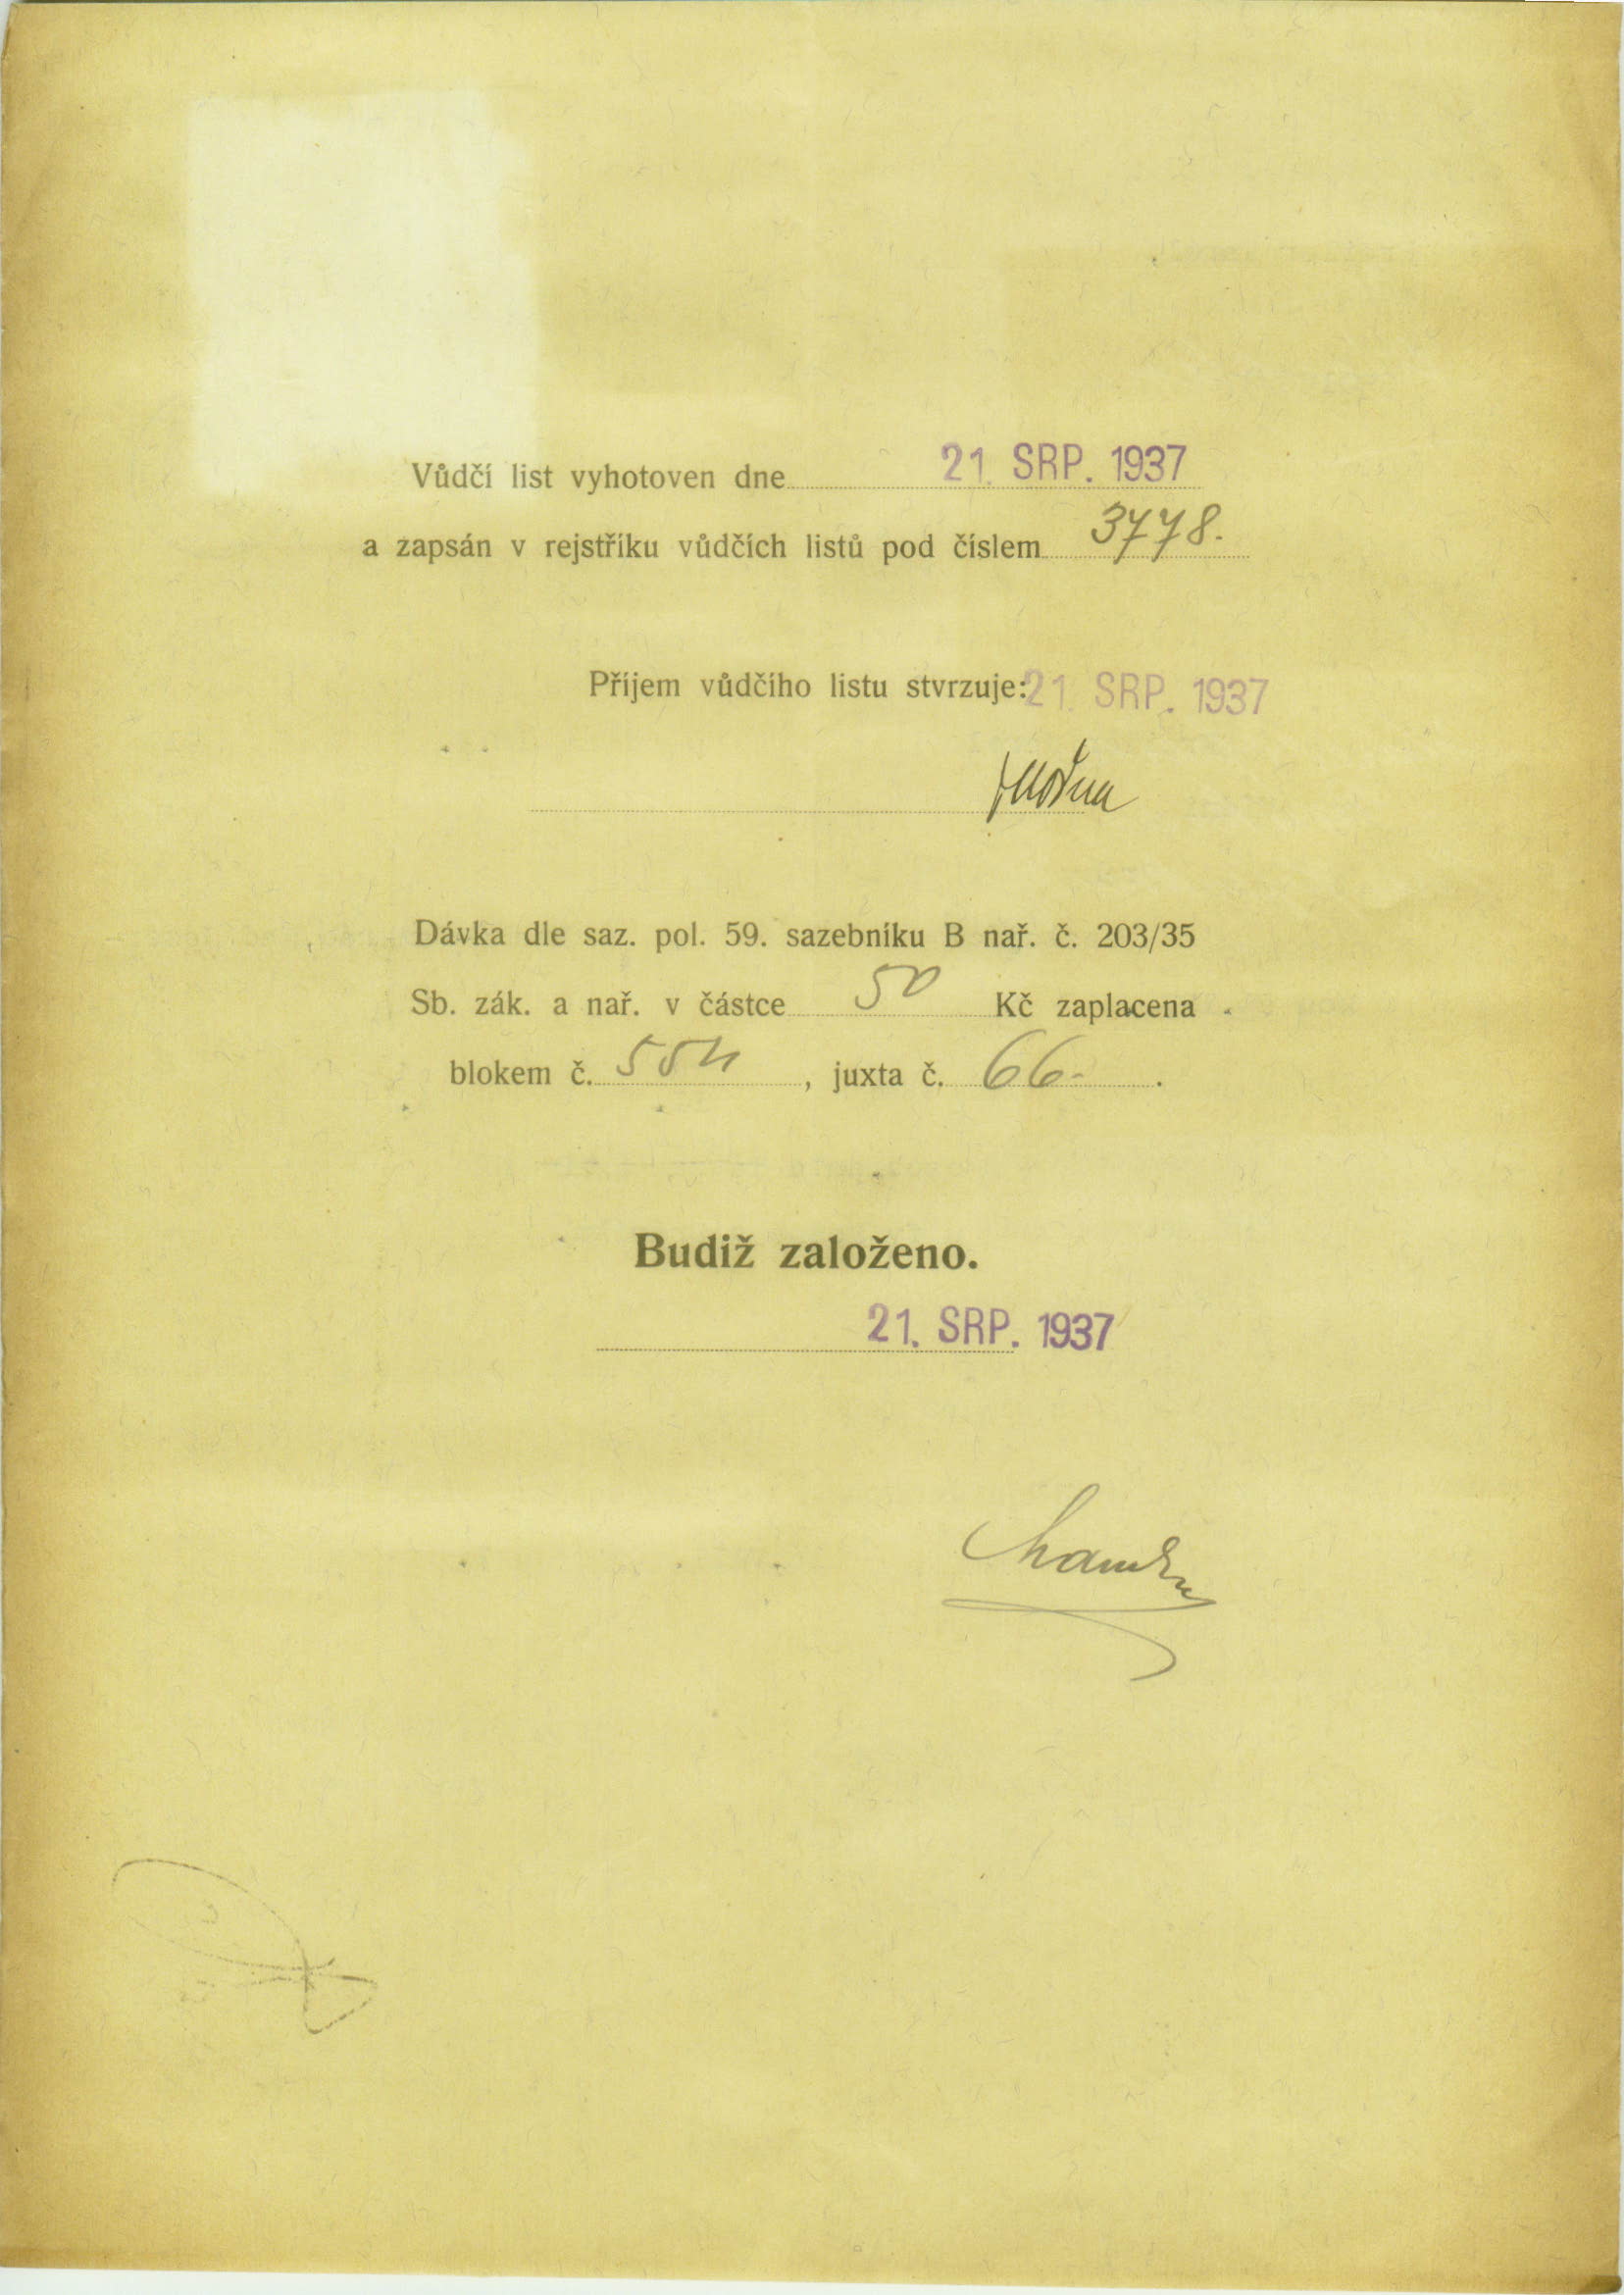 Vůdčí list vyhotoven dne 21. SRP. 1937
a zapsán v rejstříku vůdčích listů pod číslem 3778.
Příjem vůdčího listu stvrzuje: 21. SRP. 1937
Dávka dle saz. pol. 59. sazebníku B nař. č. 203/35
Sb. zák. a nař. v částce 50 Kč zaplacena
blokem č. 554, juxta č. 66.
Budiž založeno.
21. SRP. 1937